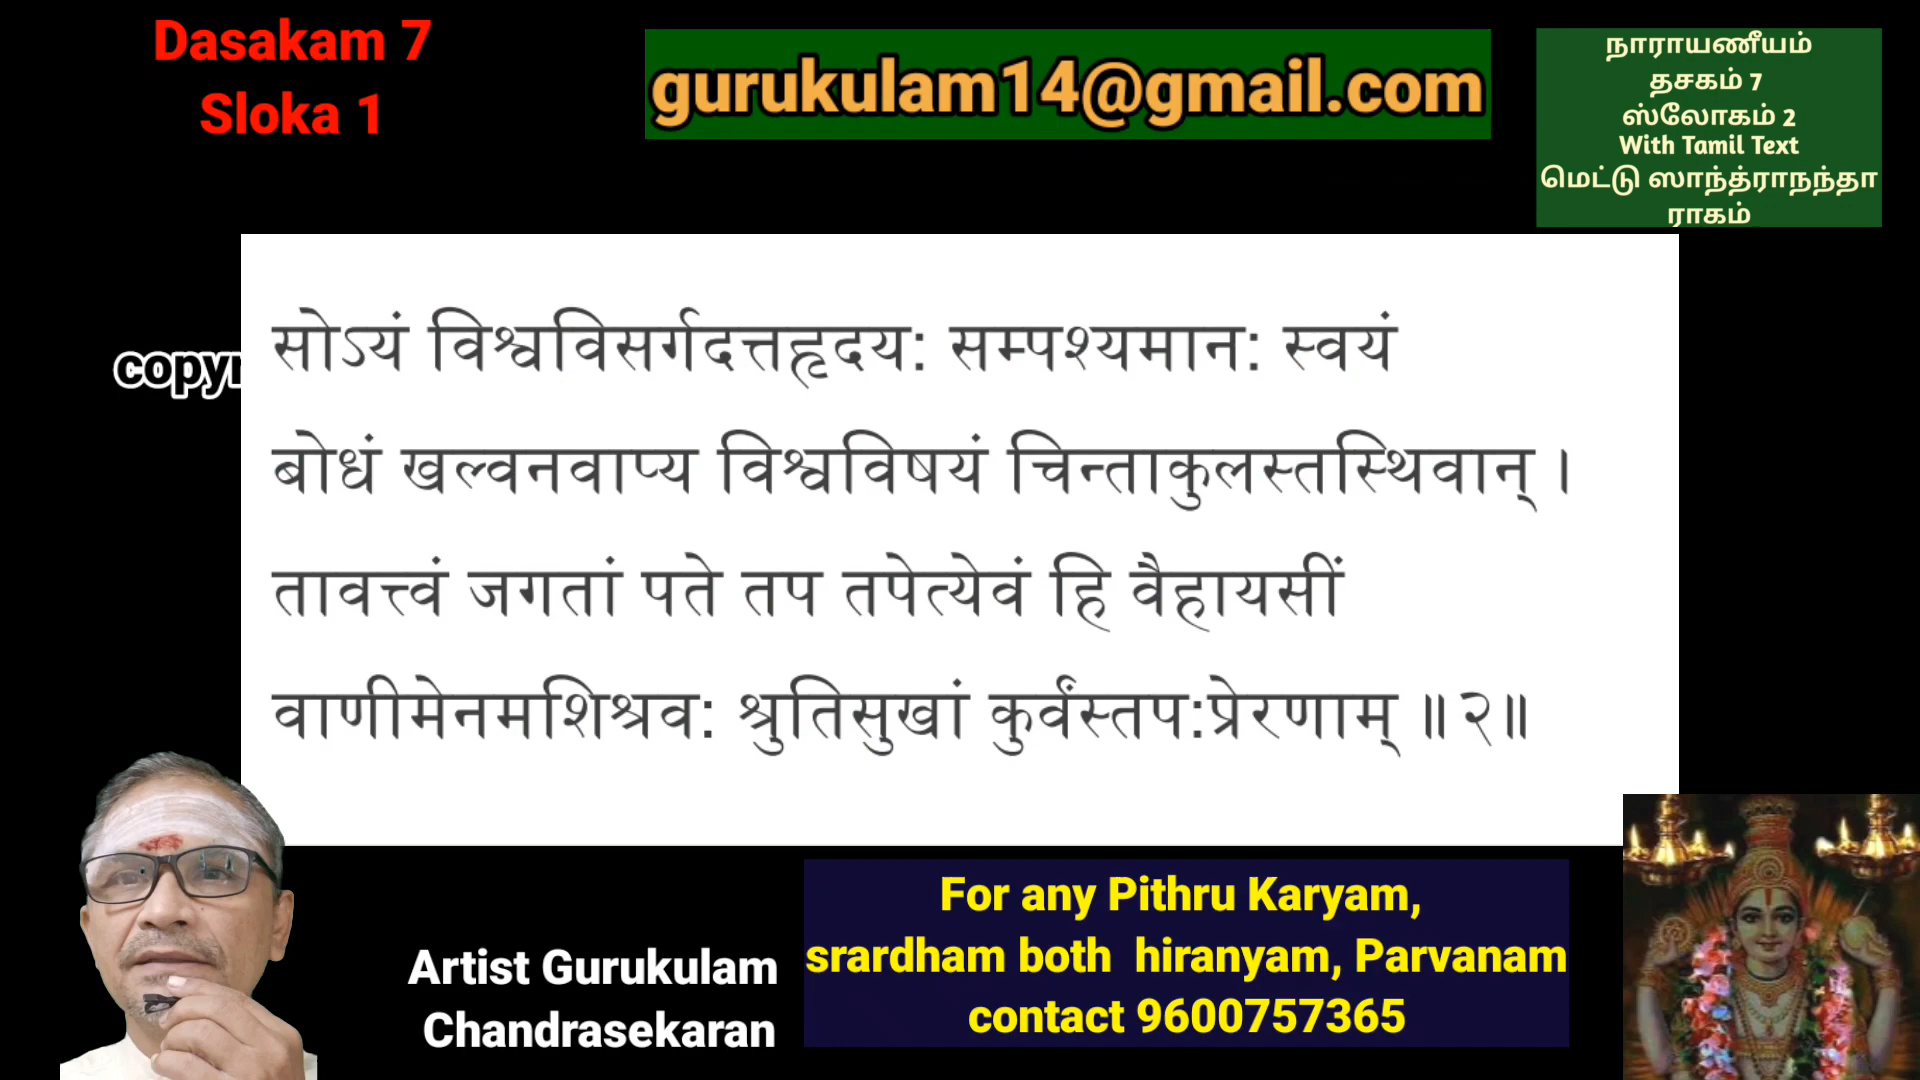 Dasakam 7
Sloka 1
gurukulam14@gmail.com
நாராயணீயம்
தசகம் 7
ஸ்லோகம் 2
With Tamil Text
மெட்டு ஸாந்த்ராநந்தா
ராகம்
copyr
सोऽयं विश्वविसर्गदत्तहृदय: सम्पश्यमान: स्वयं
बोधं खल्वनवाप्य विश्वविषयं चिन्ताकुलस्तस्थिवान् ।
तावत्त्वं जगतां पते तप तपेत्येवं हि वैहायसीं
वाणीमेनमशिश्रव: श्रुतिसुखां कुर्वंस्तप:प्रेरणाम् ॥२॥
Artist Gurukulam
Chandrasekaran
For any Pithru Karyam,
srardham both hiranyam, Parvanam
contact 9600757365